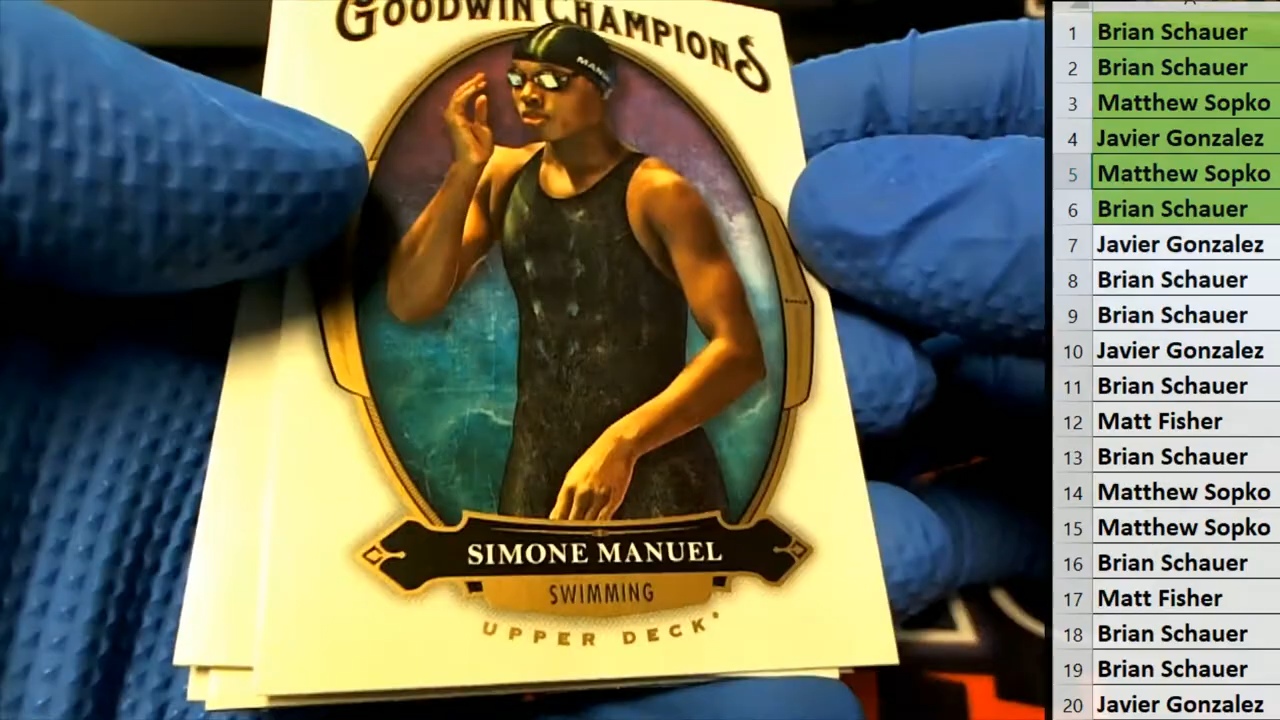 GOODWIN CHAMPIONS
MAN
SIMONE MANUEL
SWIMMING
UPPER DECK
1 Brian Schauer
2 Brian Schauer
3 Matthew Sopko
4 Javier Gonzalez
5 Matthew Sopko
6 Brian Schauer
7 Javier Gonzalez
8 Brian Schauer
9 Brian Schauer
10 Javier Gonzalez
11 Brian Schauer
12 Matt Fisher
13 Brian Schauer
14 Matthew Sopko
15 Matthew Sopko
16 Brian Schauer
17 Matt Fisher
18 Brian Schauer
19 Brian Schauer
20 Javier Gonzalez